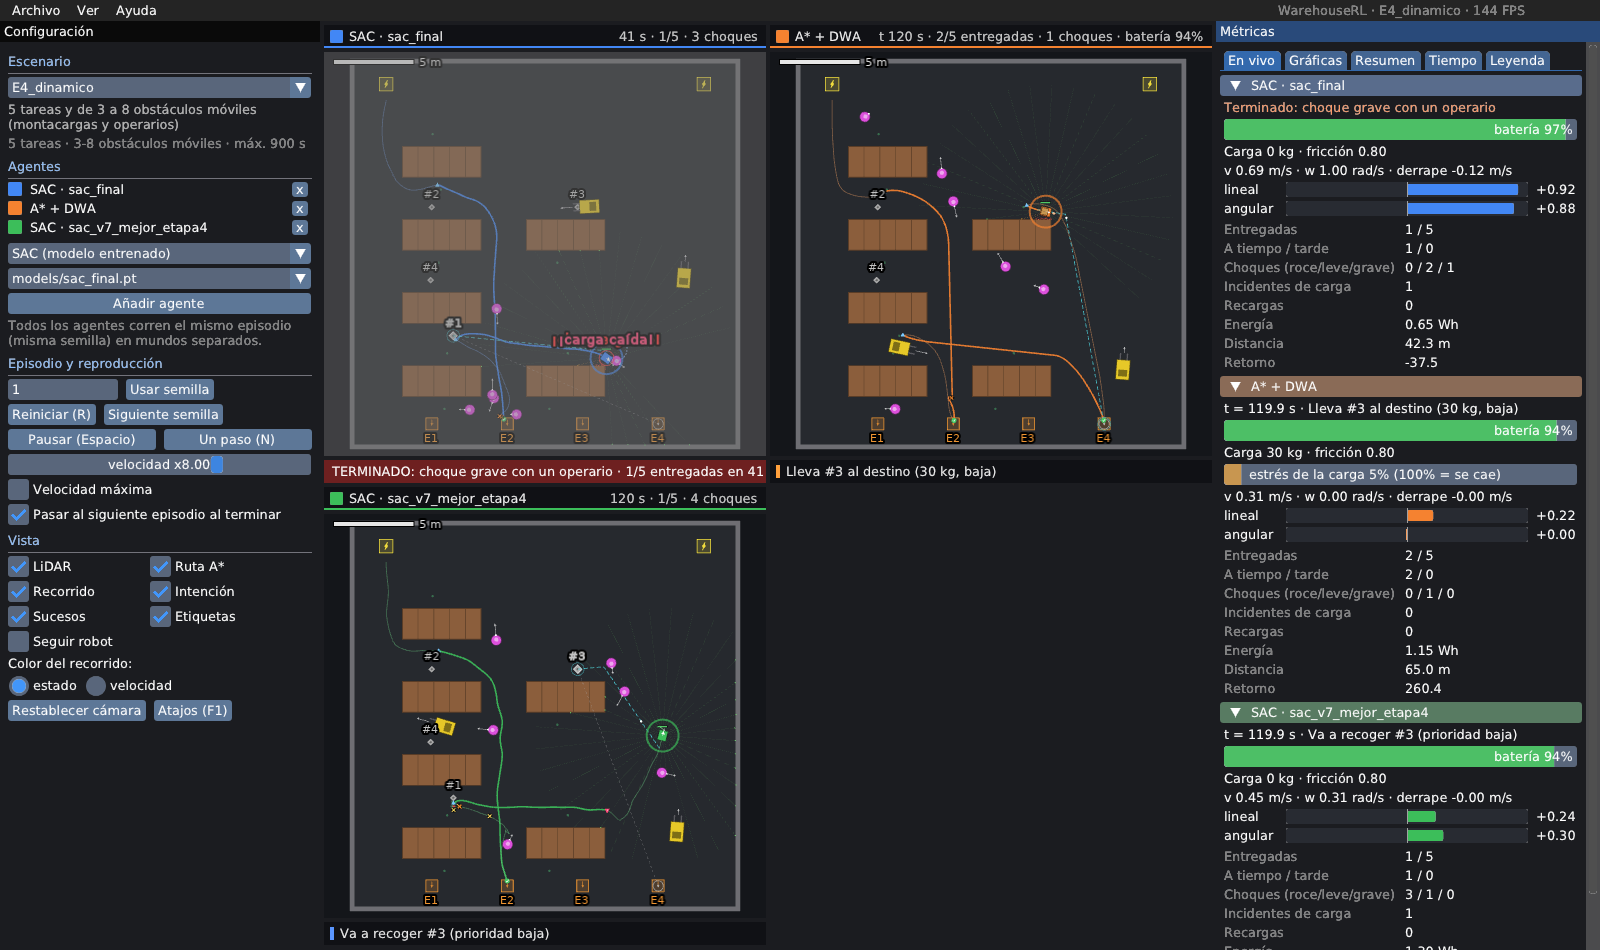 Archivo Ver Ayuda
WarehouseRL · E4_dinamico · 144 FPS
Configuración
Escenario
E4_dinamico
5 tareas y de 3 a 8 obstáculos móviles
(montacargas y operarios)
5 tareas · 3-8 obstáculos móviles · máx. 900 s
Agentes
SAC · sac_final x
A* + DWA x
SAC · sac_v7_mejor_etapa4 x
SAC (modelo entrenado)
models/sac_final.pt
Añadir agente
Todos los agentes corren el mismo episodio
(misma semilla) en mundos separados.
Episodio y reproducción
1 Usar semilla
Reiniciar (R) Siguiente semilla
Pausar (Espacio) Un paso (N)
velocidad x8.00
Velocidad máxima
Pasar al siguiente episodio al terminar
Vista
LiDAR Ruta A*
Recorrido Intención
Sucesos Etiquetas
Seguir robot
Color del recorrido:
estado velocidad
Restablecer cámara Atajos (F1)
SAC · sac_final 41 s · 1/5 · 3 choques
5 m
#2
#3
#4
#1
E1 E2 E3 E4
TERMINADO: choque grave con un operario · 1/5 entregadas en 41
A* + DWA t 120 s · 2/5 entregadas · 1 choques · batería 94%
5 m
#2
#4
E1 E2 E3 E4
Lleva #3 al destino (30 kg, baja)
SAC · sac_v7_mejor_etapa4 120 s · 1/5 · 4 choques
5 m
#2
#3
#4
#1
E1 E2 E3 E4
Va a recoger #3 (prioridad baja)
Métricas
En vivo Gráficas Resumen Tiempo Leyenda
SAC · sac_final
Terminado: choque grave con un operario
batería 97%
Carga 0 kg · fricción 0.80
v 0.69 m/s · w 1.00 rad/s · derrape -0.12 m/s
lineal +0.92
angular +0.88
Entregadas 1 / 5
A tiempo / tarde 1 / 0
Choques (roce/leve/grave) 0 / 2 / 1
Incidentes de carga 1
Recargas 0
Energía 0.65 Wh
Distancia 42.3 m
Retorno -37.5
A* + DWA
t = 119.9 s · Lleva #3 al destino (30 kg, baja)
batería 94%
Carga 30 kg · fricción 0.80
estrés de la carga 5% (100% = se cae)
v 0.31 m/s · w 0.00 rad/s · derrape -0.00 m/s
lineal +0.22
angular +0.00
Entregadas 2 / 5
A tiempo / tarde 2 / 0
Choques (roce/leve/grave) 0 / 1 / 0
Incidentes de carga 0
Recargas 0
Energía 1.15 Wh
Distancia 65.0 m
Retorno 260.4
SAC · sac_v7_mejor_etapa4
t = 119.9 s · Va a recoger #3 (prioridad baja)
batería 94%
Carga 0 kg · fricción 0.80
v 0.45 m/s · w 0.31 rad/s · derrape -0.00 m/s
lineal +0.24
angular +0.30
Entregadas 1 / 5
A tiempo / tarde 1 / 0
Choques (roce/leve/grave) 3 / 1 / 0
Incidentes de carga 1
Recargas 0